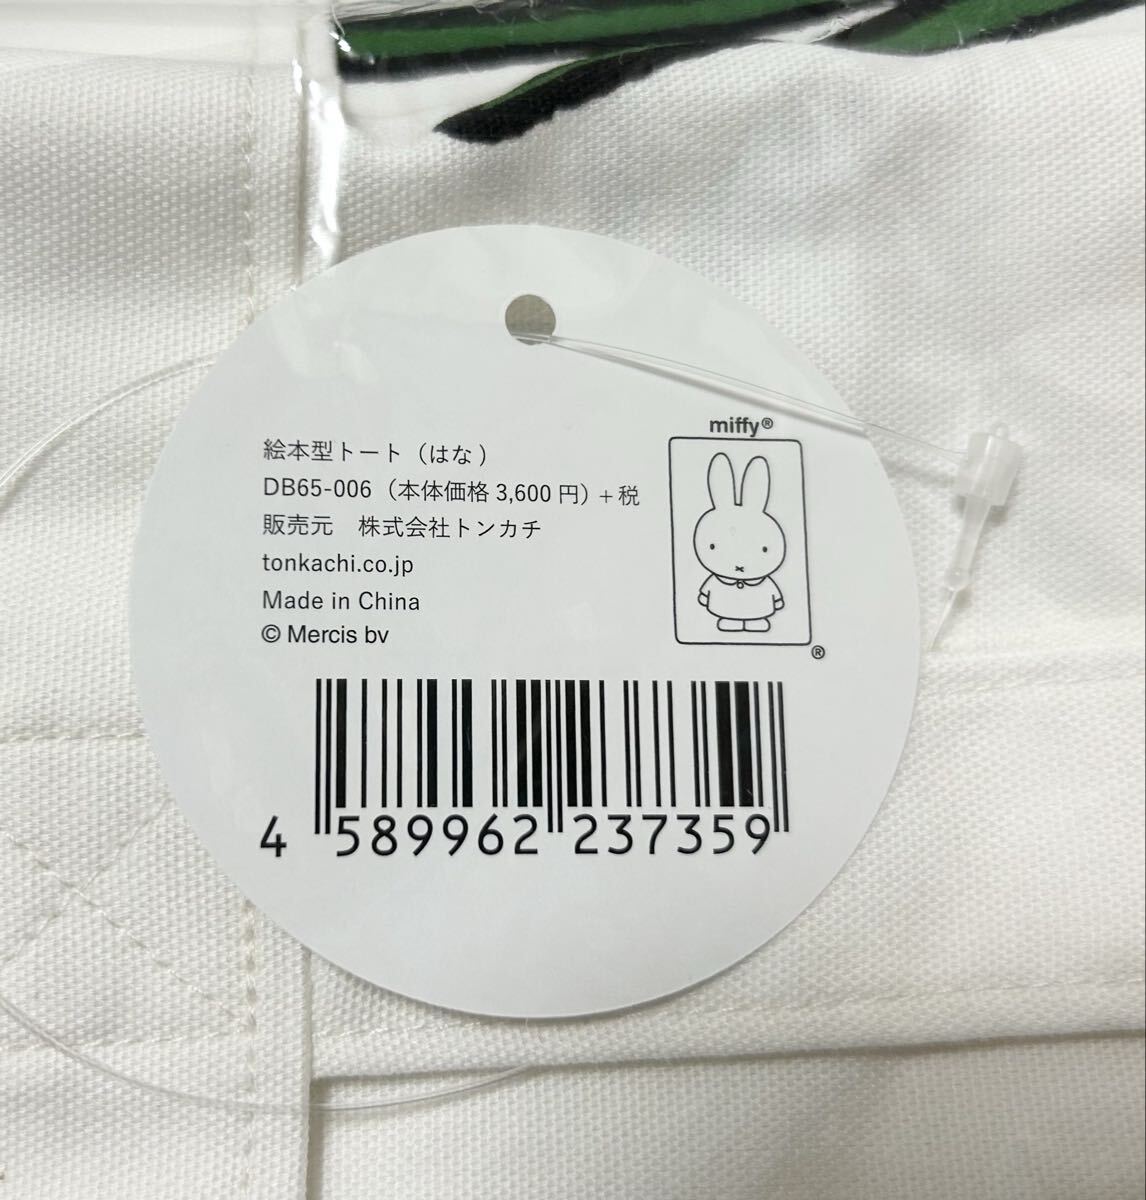 miffy®
絵本型トート（はな）
DB65-006（本体価格 3,600 円）+ 税
販売元　株式会社トンカチ
tonkachi.co.jp
Made in China
© Mercis bv
®
4 589962 237359